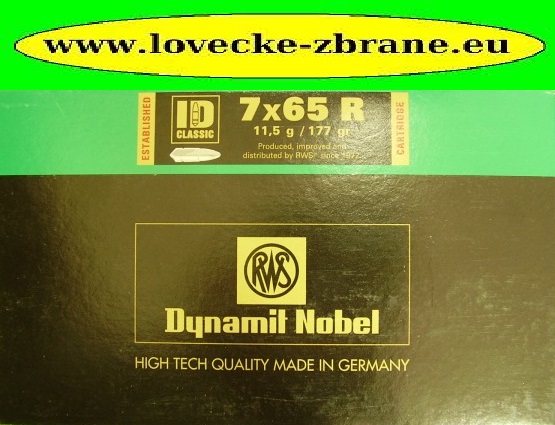 www.lovecke-zbrane.eu
ESTABLISHED
ID
CLASSIC
7x65 R
11,5 g / 177 gr
Produced, improved and
distributed by RWS® since 1927
CARTRIDGE
RWS
Dynamit Nobel
HIGH TECH QUALITY MADE IN GERMANY